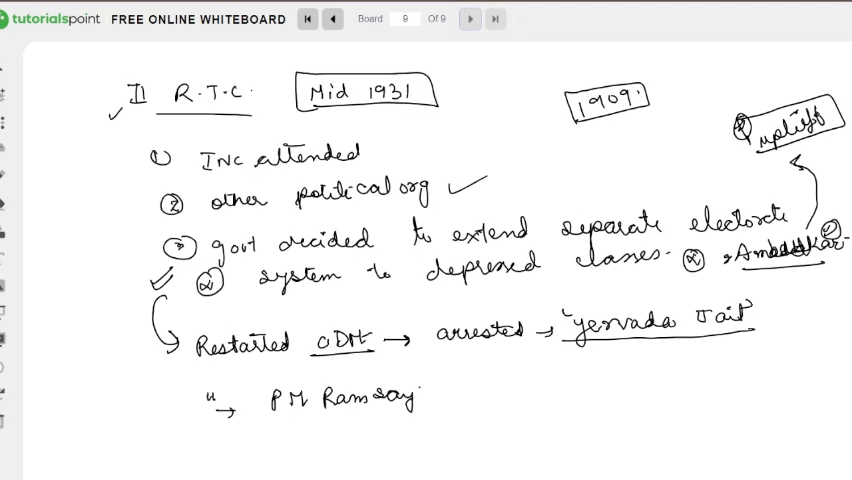 tutorialspoint FREE ONLINE WHITEBOARD Board 9 Of 9
II R.T.C. Mid 1931 1909.
① INC attended
② other political org ✓
uplift
③ govt decided to extend separate electorate
system to depressed classes. Ambedkar
Restarted CDM → arrested → 'Yervada Jail'
" → PM Ramsay